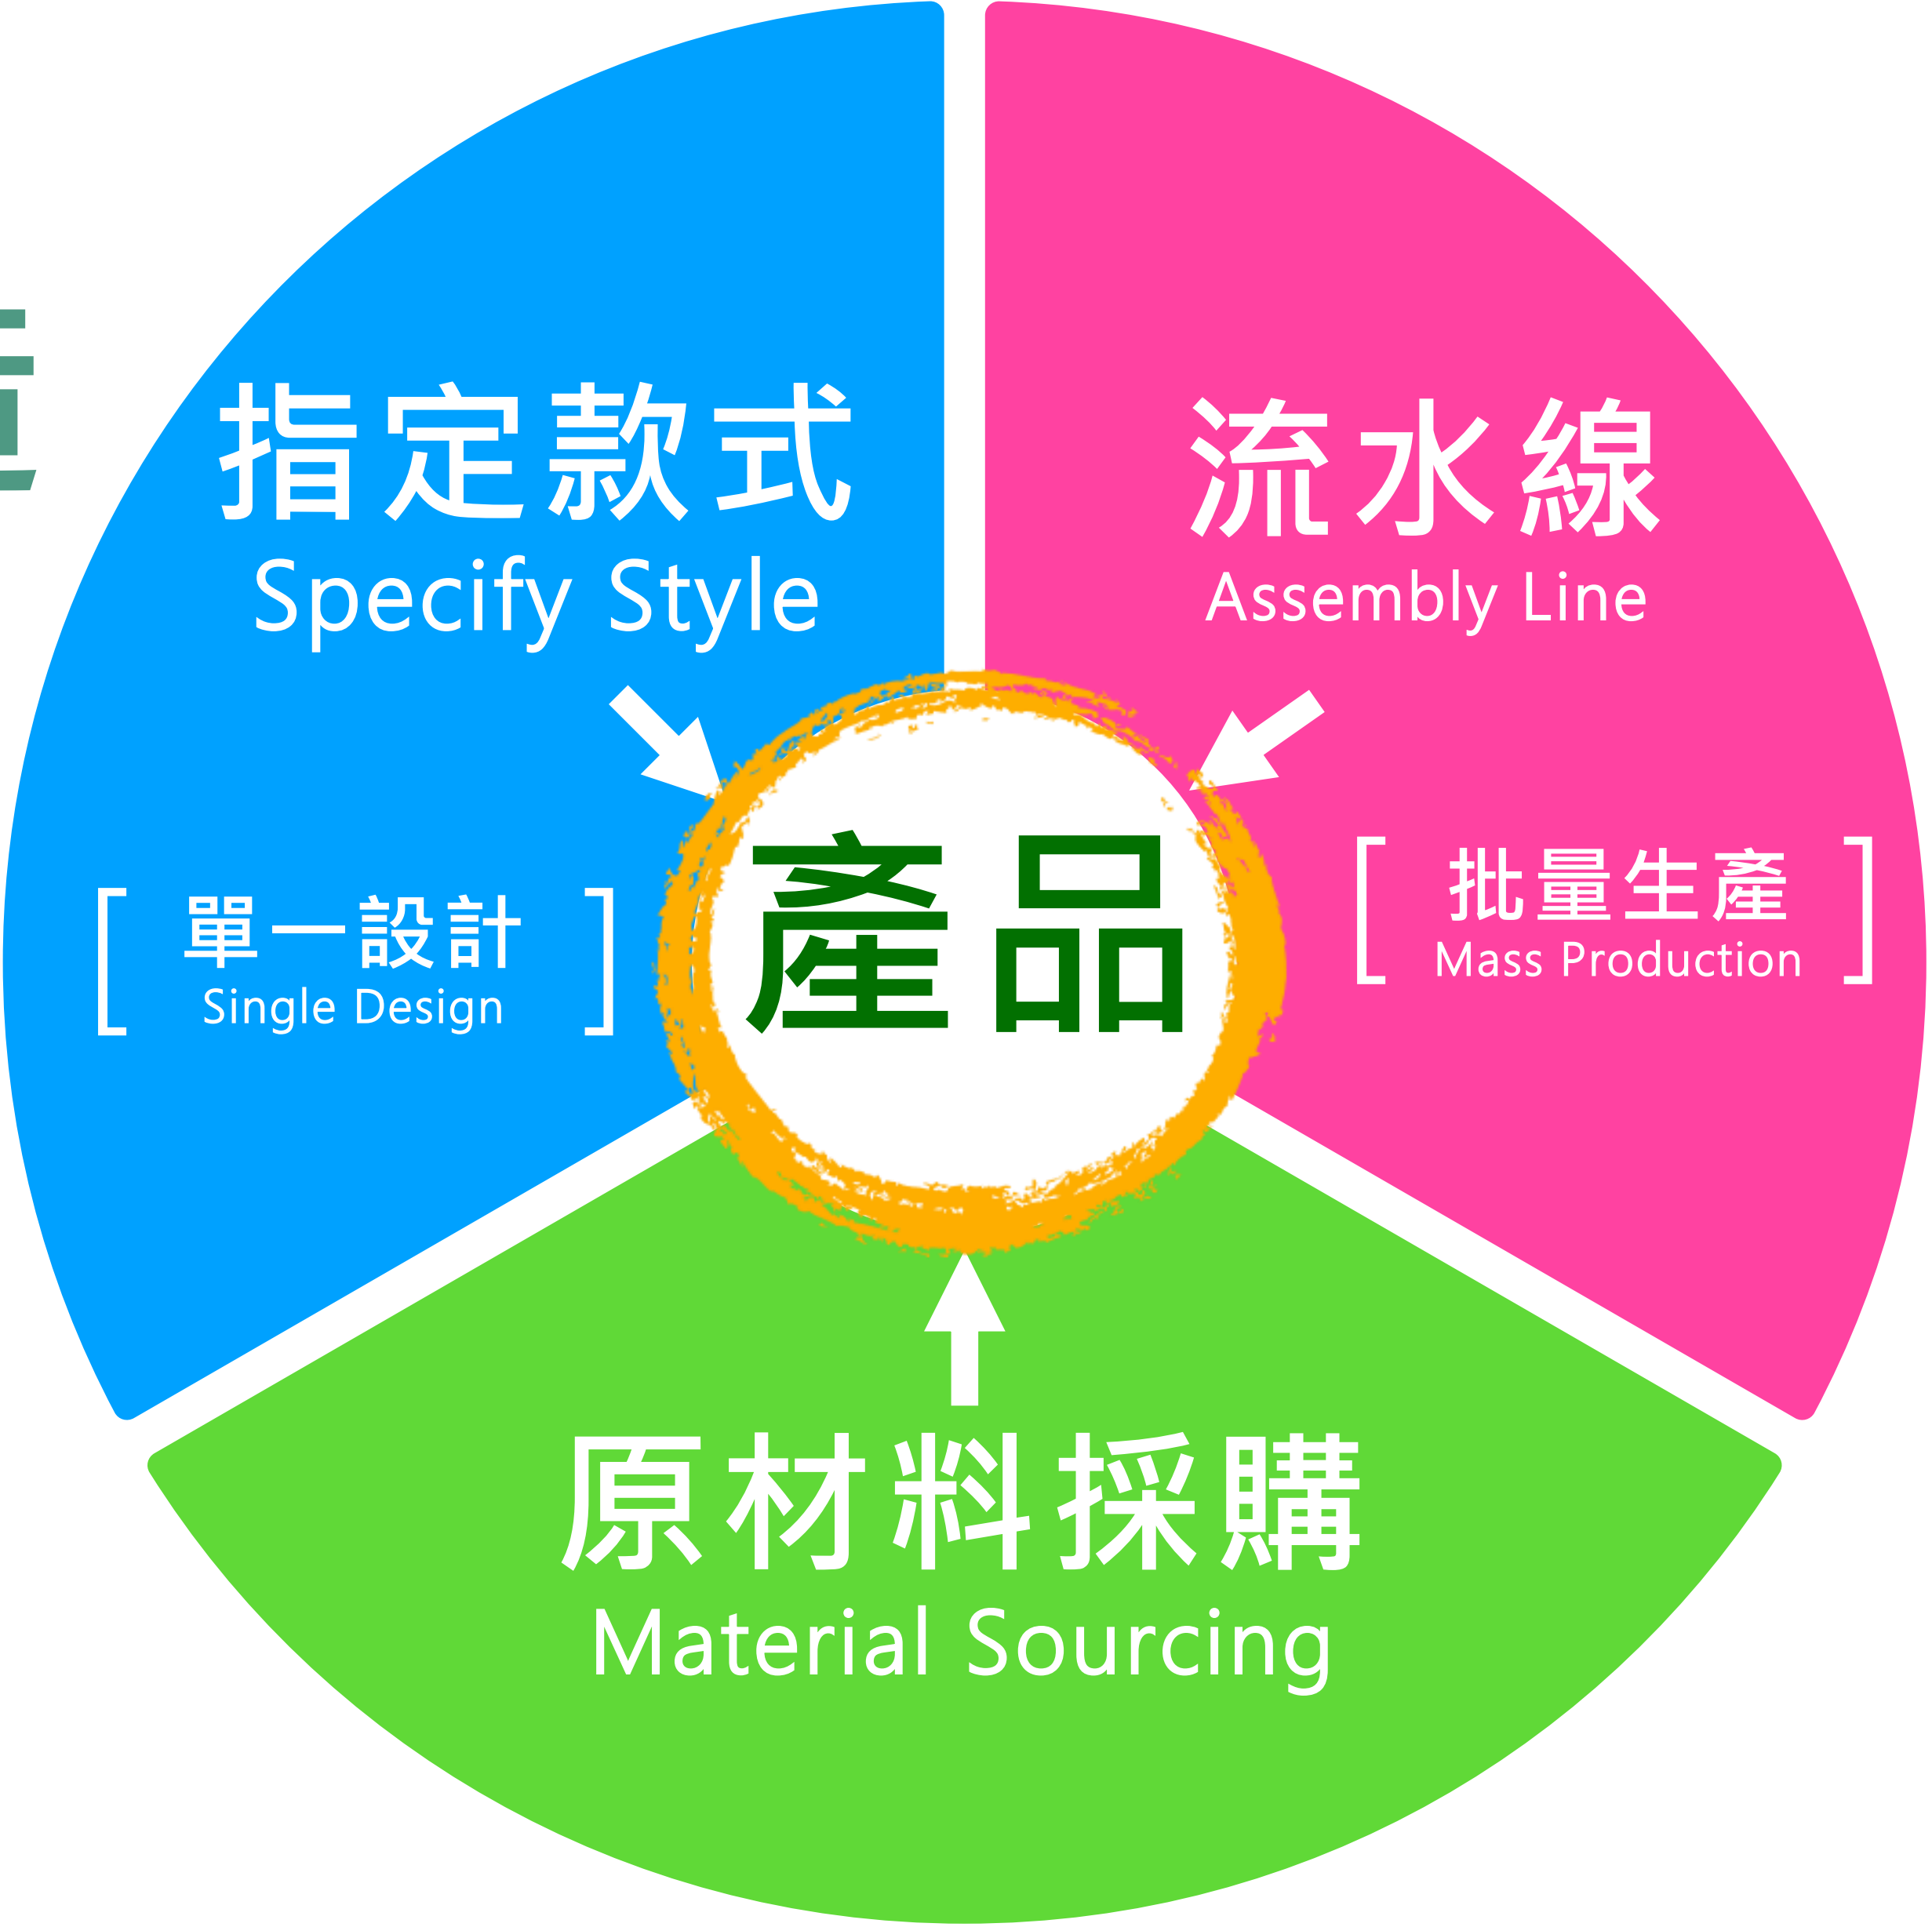 指定款式
Specify Style
[單一設計]
Single Design
流水線
Assembly Line
[批量生產]
Mass Production
產品
原材料採購
Material Sourcing